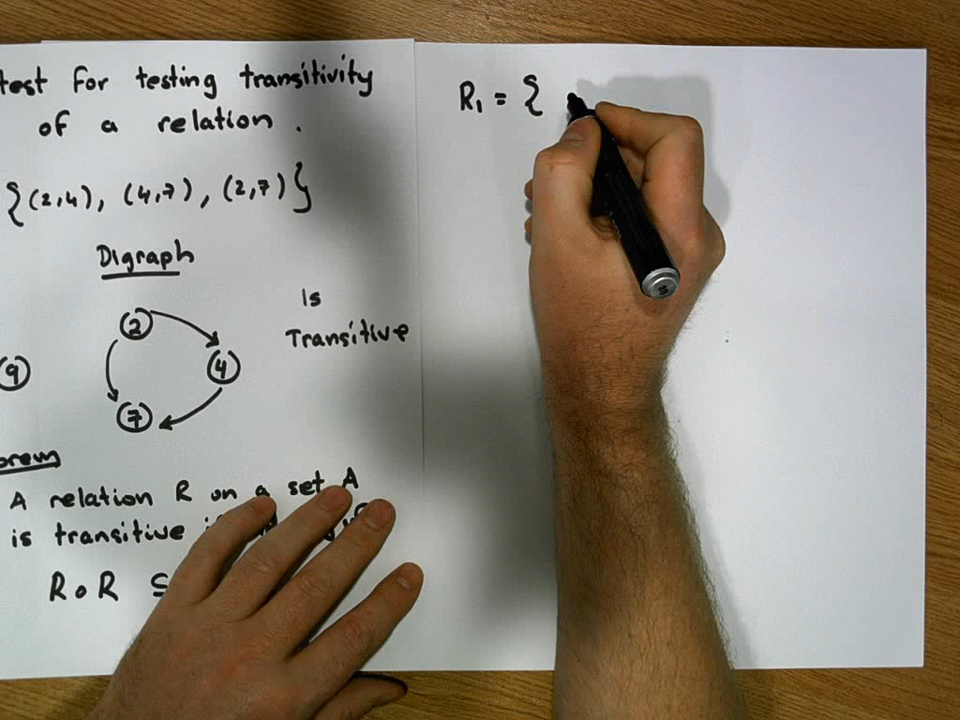 test for testing transitivity
of a relation.
{(2,4), (4,7), (2,7)}
Digraph
2
Is
Transitive
9
4
7
A relation R on a set A
is transitive
R∘R ⊆
R₁ = {